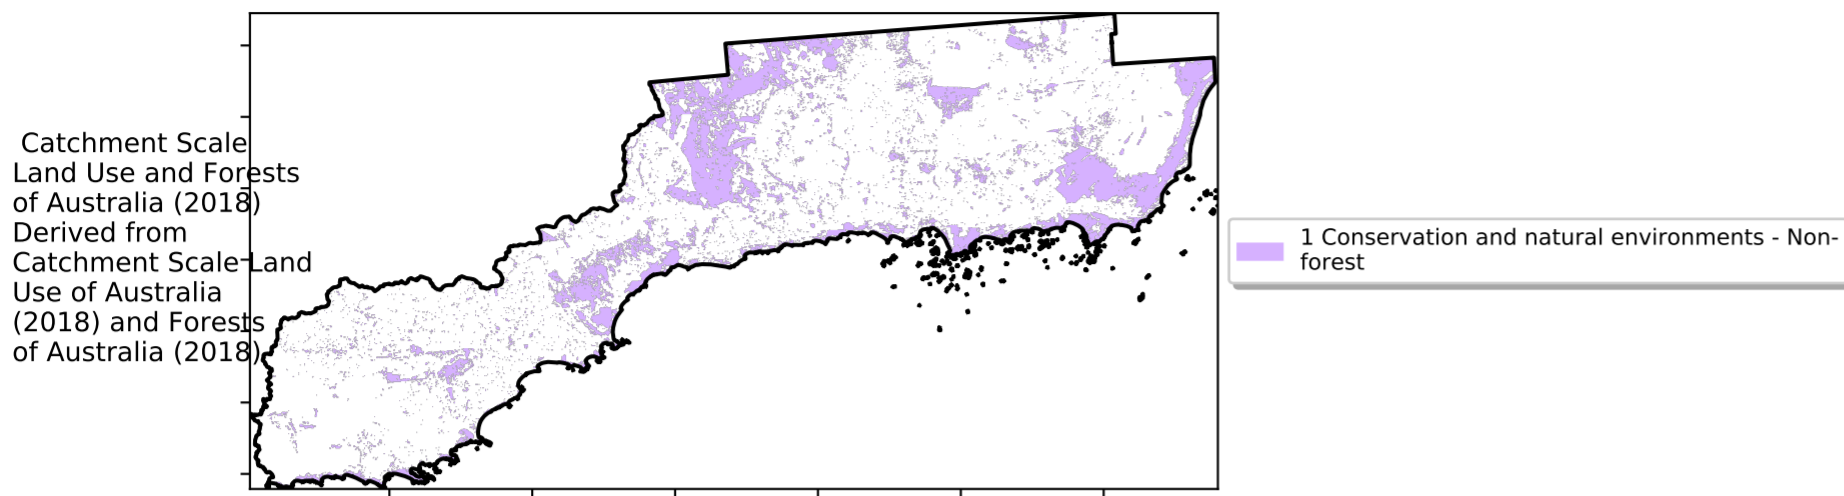 Catchment Scale
Land Use and Forests
of Australia (2018)
Derived from
Catchment Scale Land
Use of Australia
(2018) and Forests
of Australia (2018)
1 Conservation and natural environments - Non-
forest